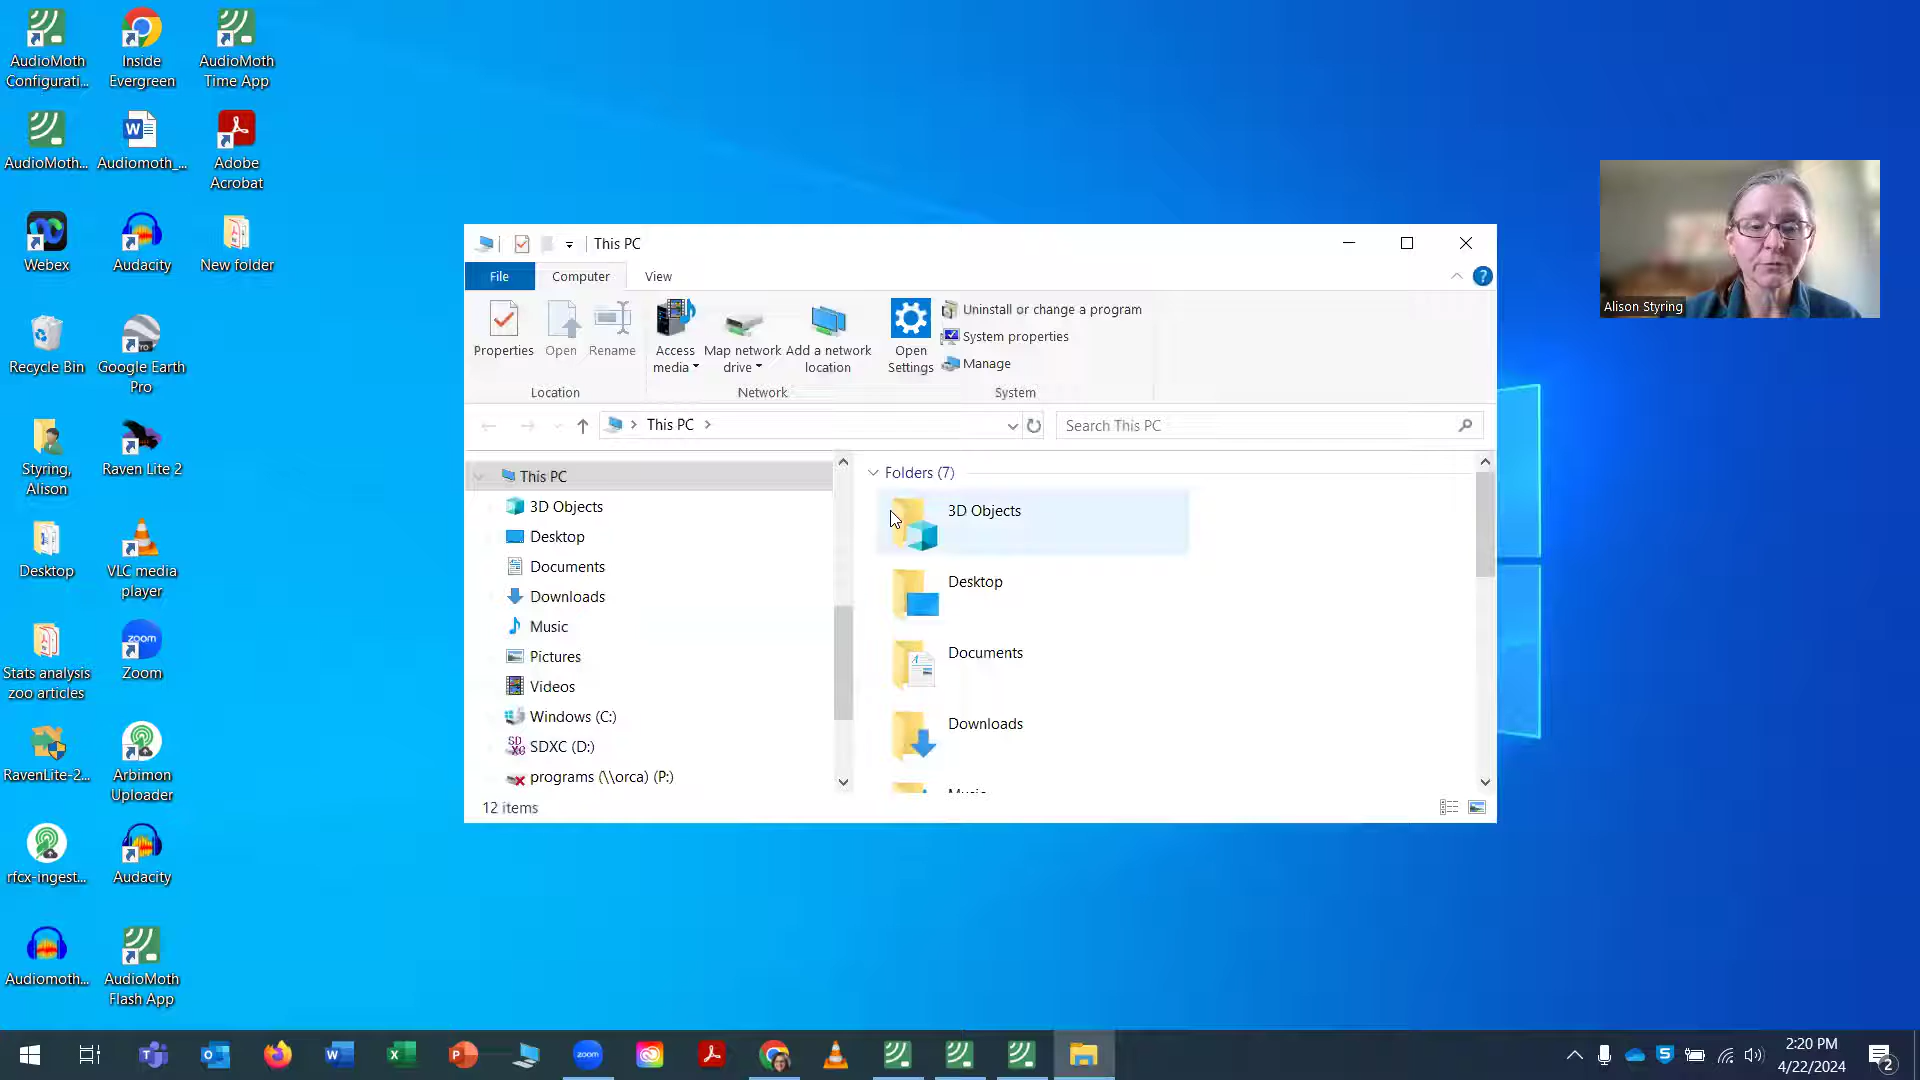 AudioMoth
Configurati...
Inside
Evergreen
AudioMoth
Time App
AudioMoth...
Audiomoth_...
Adobe
Acrobat
Webex
Audacity
New folder
Recycle Bin
Google Earth
Pro
Styring,
Alison
Raven Lite 2
Desktop
VLC media
player
Stats analysis
zoo articles
Zoom
RavenLite-2...
Arbimon
Uploader
rfcx-ingest...
Audacity
Audiomoth...
AudioMoth
Flash App
This PC
File
Computer
View
Properties
Open
Rename
Location
Access
media
Map network
drive
Add a network
location
Network
Open
Settings
Uninstall or change a program
System properties
Manage
System
This PC
Search This PC
This PC
3D Objects
Desktop
Documents
Downloads
Music
Pictures
Videos
Windows (C:)
SDXC (D:)
programs (\\orca) (P:)
Folders (7)
3D Objects
Desktop
Documents
Downloads
Music
12 items
Alison Styring
zoom
2:20 PM
4/22/2024
2